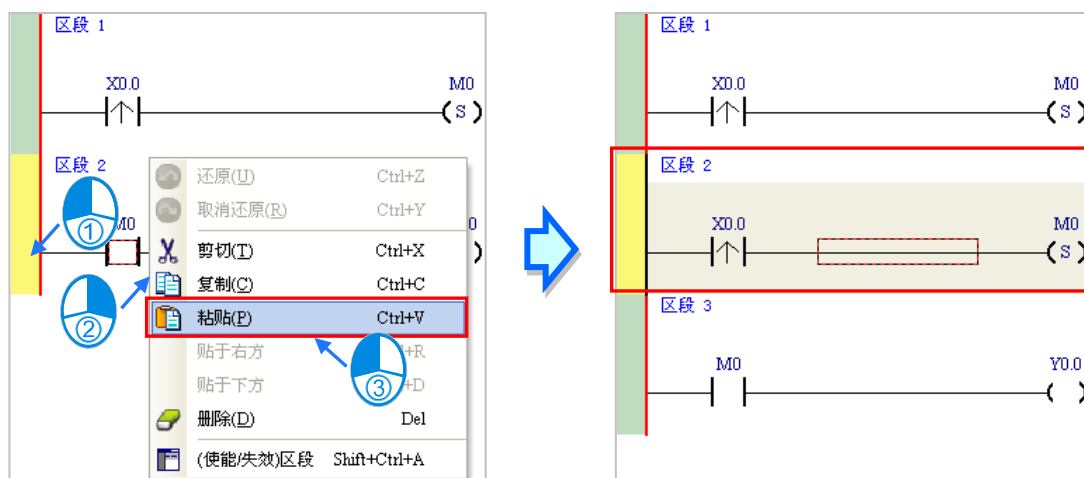 区段 1
X0.0 M0
S
区段 2
M0 0
①
②
③
还原(U) Ctrl+Z
取消还原(R) Ctrl+Y
剪切(T) Ctrl+X
复制(C) Ctrl+C
粘贴(P) Ctrl+V
贴于右方 +R
贴于下方 +D
删除(D) Del
(使能/失效)区段 Shift+Ctrl+A
区段 1
X0.0 M0
S
区段 2
X0.0 M0
S
区段 3
M0 Y0.0